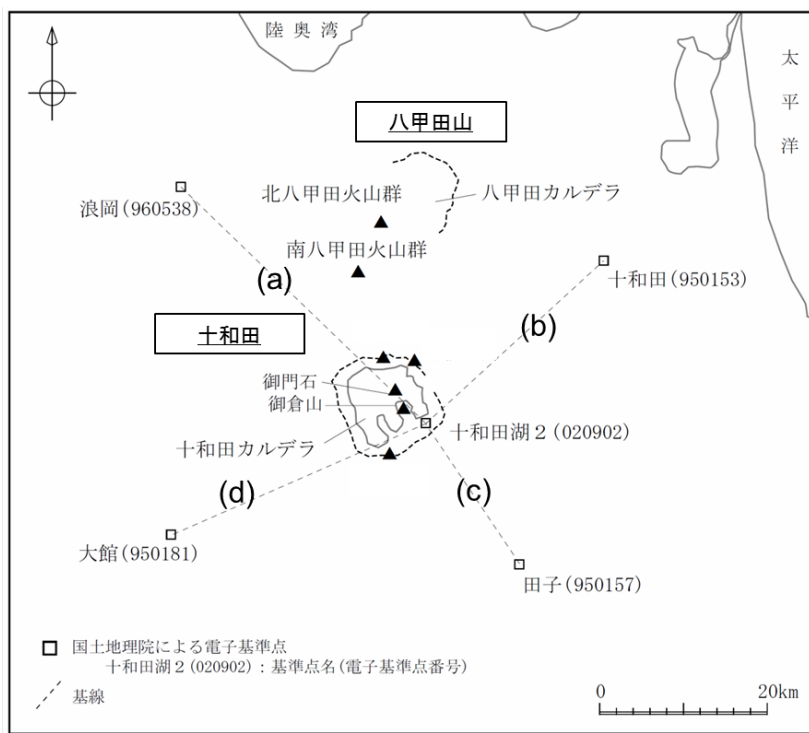 陸奥湾
太平洋
八甲田山
北八甲田火山群
八甲田カルデラ
浪岡(960538)
南八甲田火山群
十和田(950153)
(a)
(b)
十和田
御門石
御倉山
十和田湖2(020902)
十和田カルデラ
(d)
(c)
大館(950181)
田子(950157)
国土地理院による電子基準点
十和田湖2(020902):基準点名(電子基準点番号)
基線
0 20km